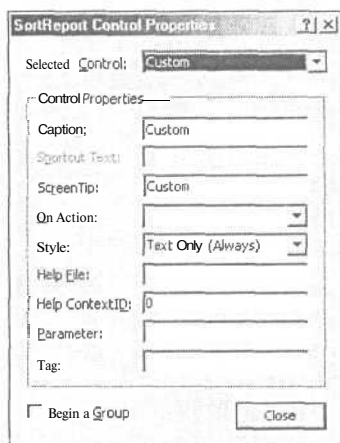 SortReport Control Properties ? ×
Selected Control: Custom
Control Properties
Caption; Custom
Shortcut Text:
ScreenTip: Custom
On Action:
Style: Text Only (Always)
Help File:
Help ContextID: 0
Parameter:
Tag:
Begin a Group Close